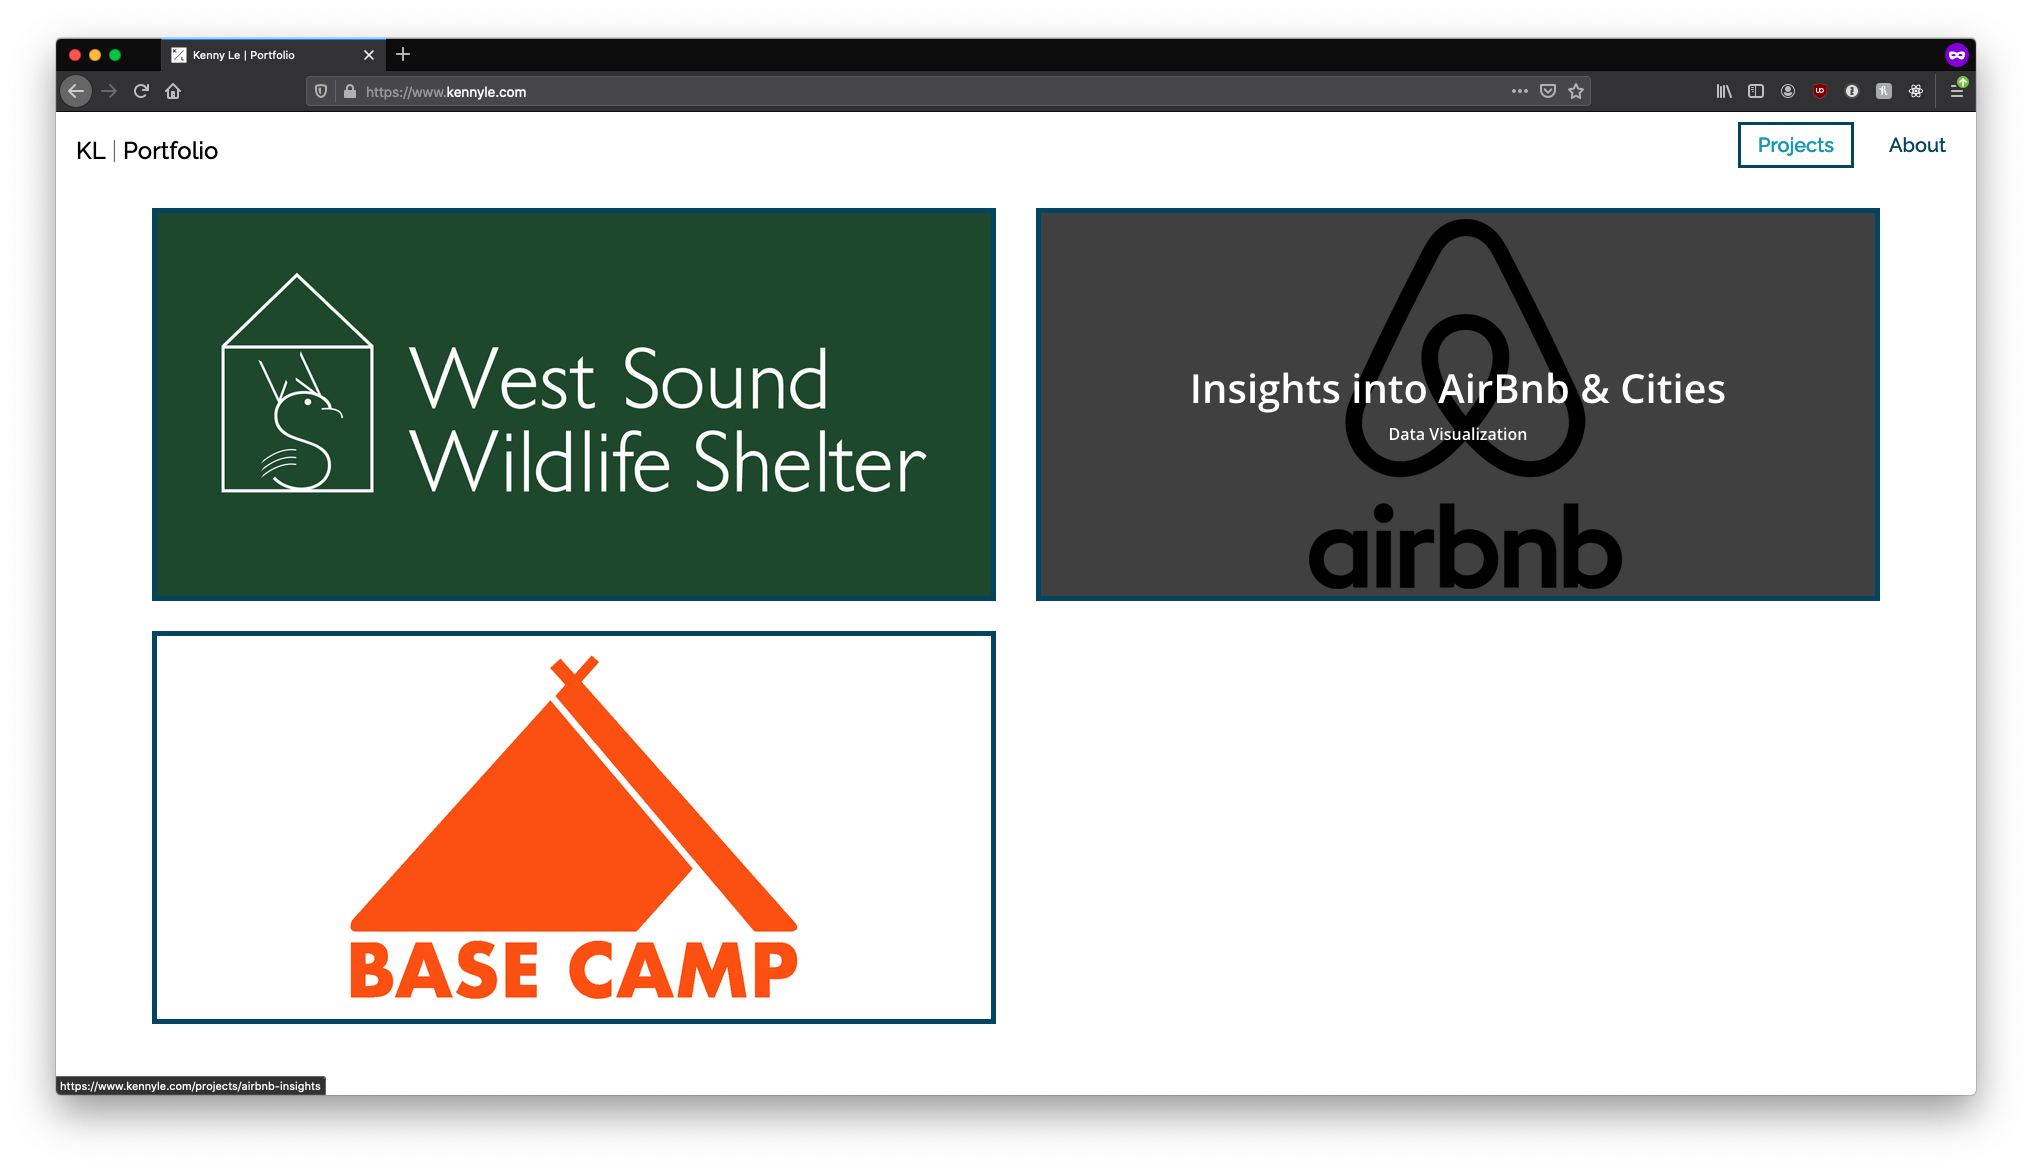 Kenny Le | Portfolio
https://www.kennyle.com
KL | Portfolio
Projects
About
West Sound
Wildlife Shelter
Insights into AirBnb & Cities
Data Visualization
airbnb
BASE CAMP
https://www.kennyle.com/projects/airbnb-insights